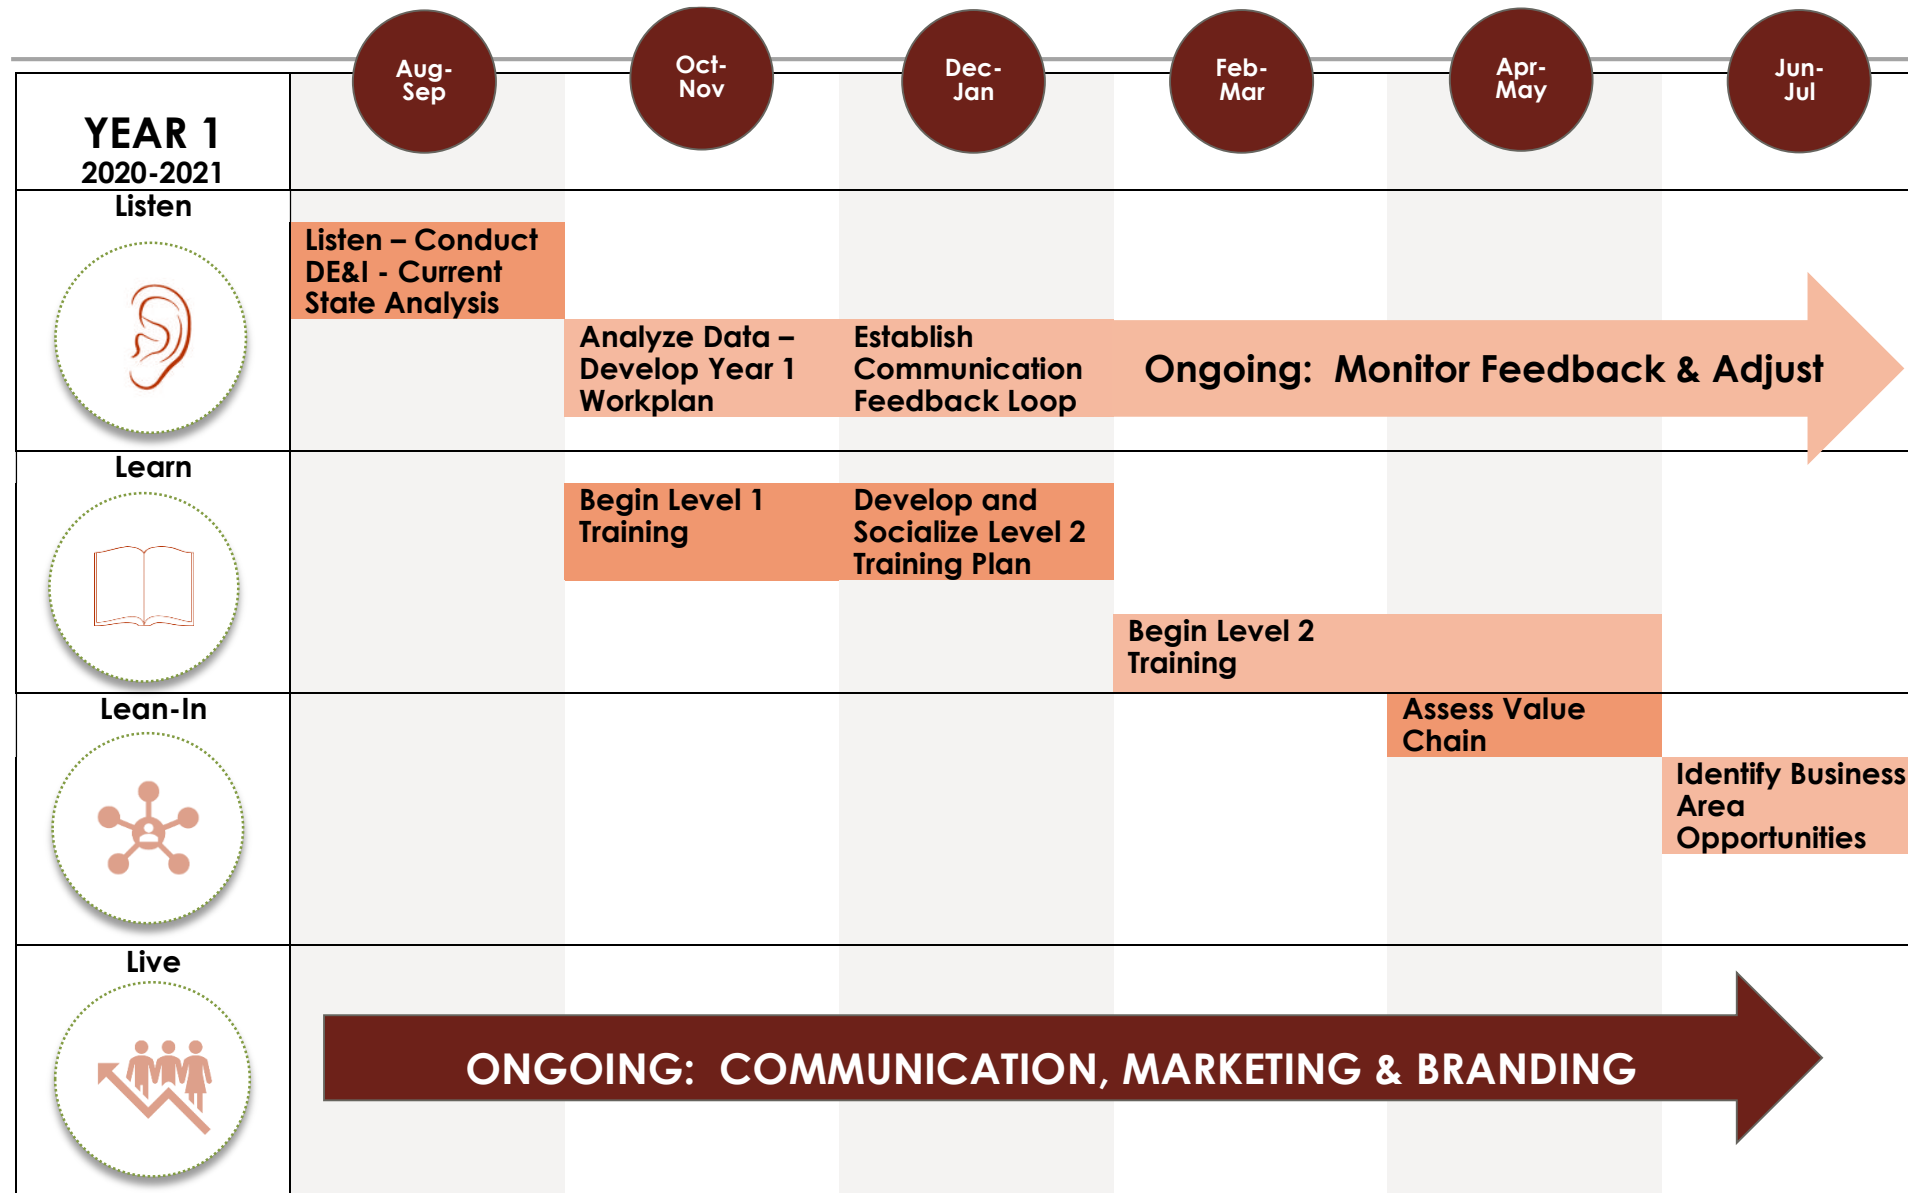 Aug-
Sep
Oct-
Nov
Dec-
Jan
Feb-
Mar
Apr-
May
Jun-
Jul
YEAR 1
2020-2021
Listen
Listen – Conduct
DE&I - Current
State Analysis
Analyze Data –
Develop Year 1
Workplan
Establish
Communication
Feedback Loop
Ongoing: Monitor Feedback & Adjust
Learn
Begin Level 1
Training
Develop and
Socialize Level 2
Training Plan
Begin Level 2
Training
Lean-In
Assess Value
Chain
Identify Business
Area
Opportunities
Live
ONGOING: COMMUNICATION, MARKETING & BRANDING